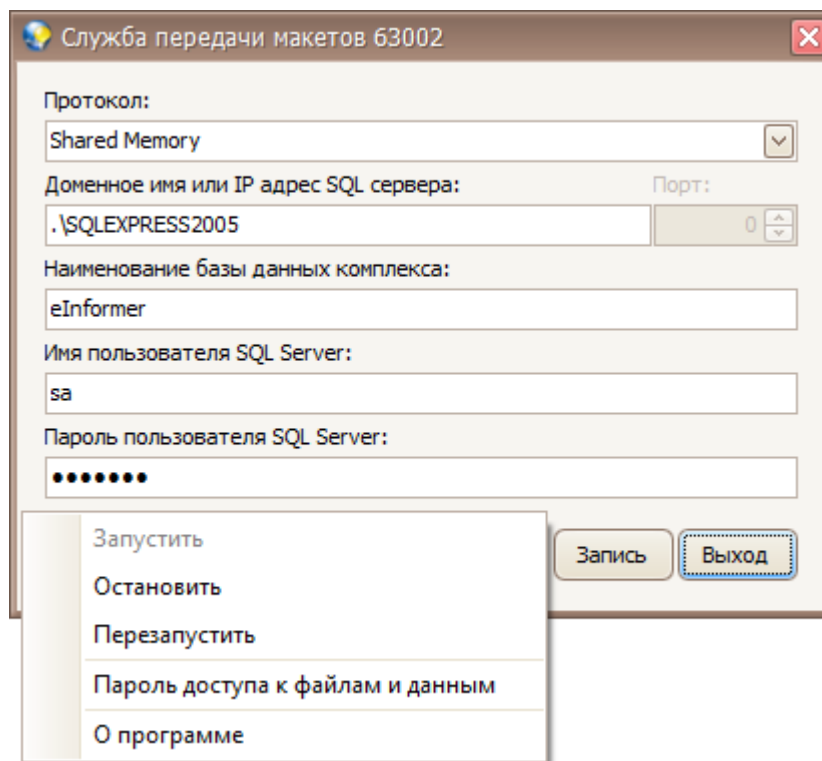 Служба передачи макетов 63002
Протокол:
Shared Memory
Доменное имя или IP адрес SQL сервера: Порт:
.\SQLEXPRESS2005 0
Наименование базы данных комплекса:
eInformer
Имя пользователя SQL Server:
sa
Пароль пользователя SQL Server:
•••••••
Запустить
Остановить
Перезапустить
Пароль доступа к файлам и данным
О программе
Запись Выход